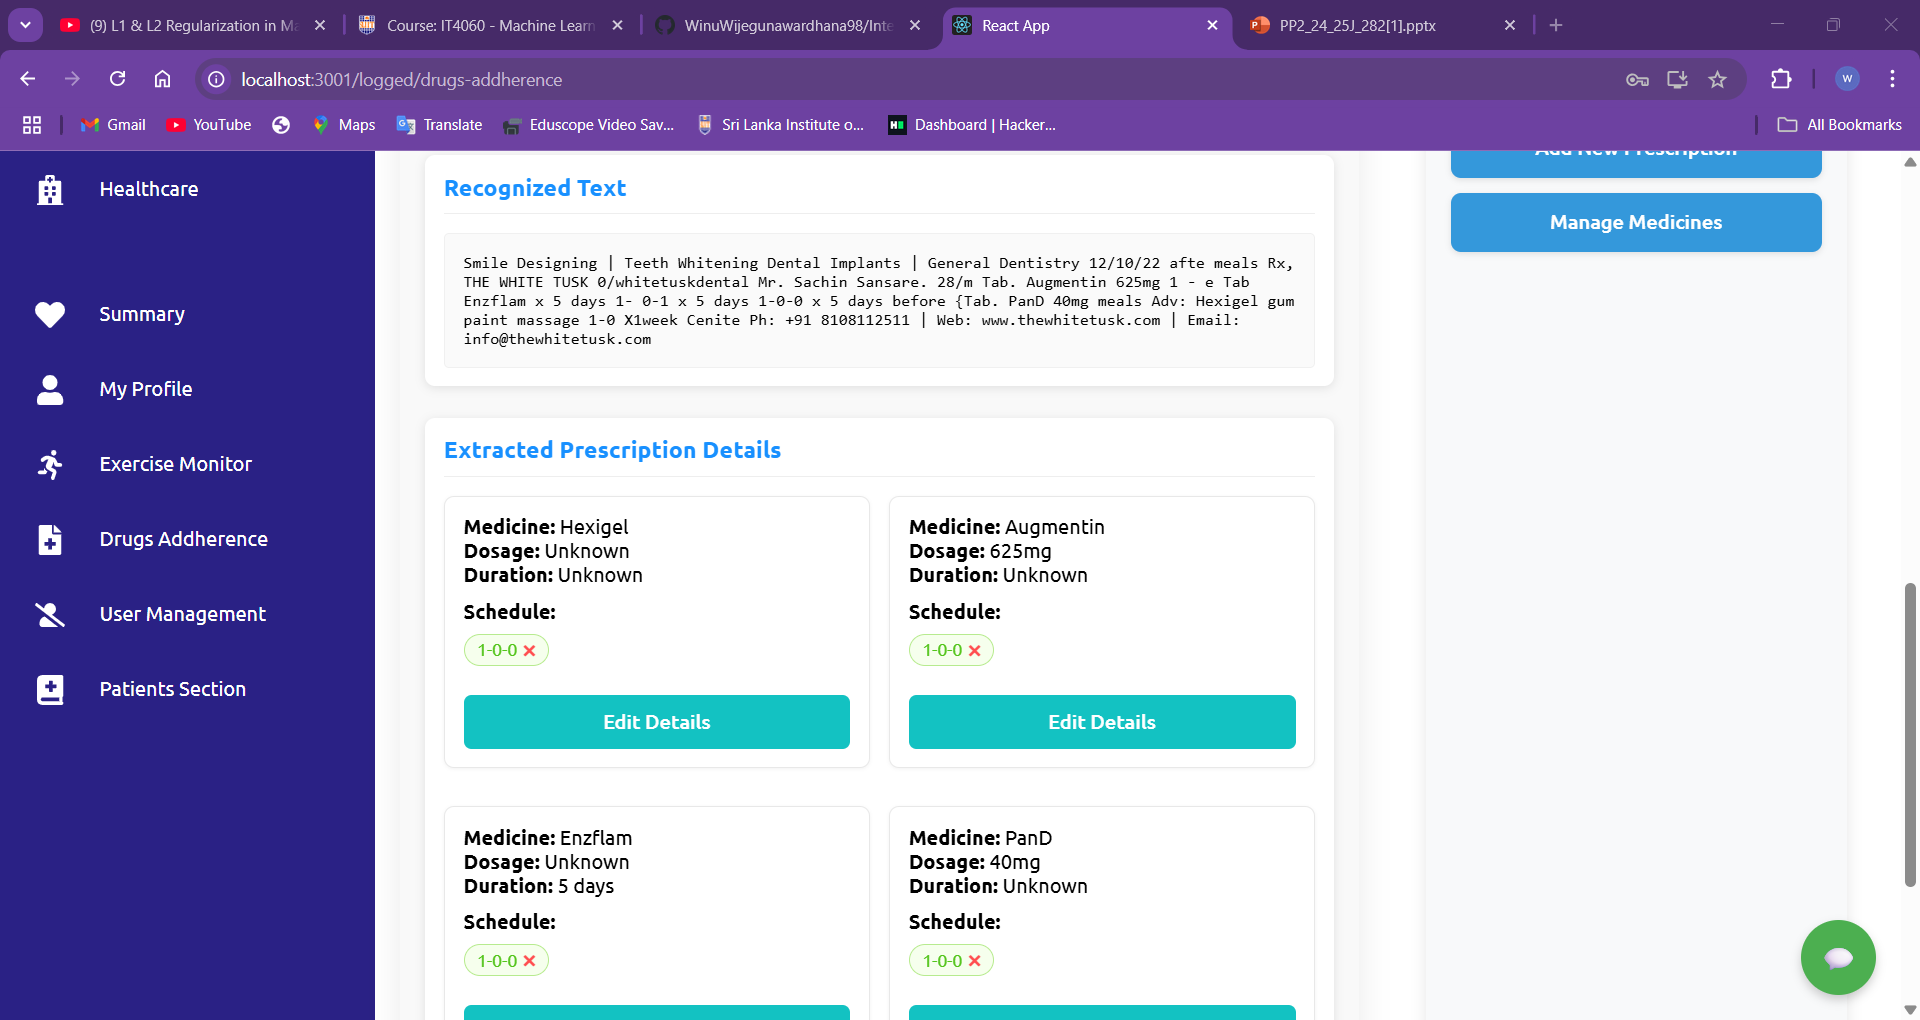 (9) L1 & L2 Regularization in Ma
Course: IT4060 - Machine Learn
WinuWijegunawardhana98/Inte
React App
PP2_24_25J_282[1].pptx
localhost:3001/logged/drugs-addherence
W
Gmail
YouTube
Maps
Translate
Eduscope Video Sav...
Sri Lanka Institute o...
Dashboard | Hacker...
All Bookmarks
Healthcare
Summary
My Profile
Exercise Monitor
Drugs Addherence
User Management
Patients Section
Recognized Text
Smile Designing | Teeth Whitening Dental Implants | General Dentistry 12/10/22 afte meals Rx,
THE WHITE TUSK 0/whitetuskdental Mr. Sachin Sansare. 28/m Tab. Augmentin 625mg 1 - e Tab
Enzflam x 5 days 1- 0-1 x 5 days 1-0-0 x 5 days before {Tab. PanD 40mg meals Adv: Hexigel gum
paint massage 1-0 X1week Cenite Ph: +91 8108112511 | Web: www.thewhitetusk.com | Email:
info@thewhitetusk.com
Extracted Prescription Details
Medicine: Hexigel
Dosage: Unknown
Duration: Unknown
Schedule:
1-0-0
Edit Details
Medicine: Augmentin
Dosage: 625mg
Duration: Unknown
Schedule:
1-0-0
Edit Details
Medicine: Enzflam
Dosage: Unknown
Duration: 5 days
Schedule:
1-0-0
Medicine: PanD
Dosage: 40mg
Duration: Unknown
Schedule:
1-0-0
Add New Prescription
Manage Medicines